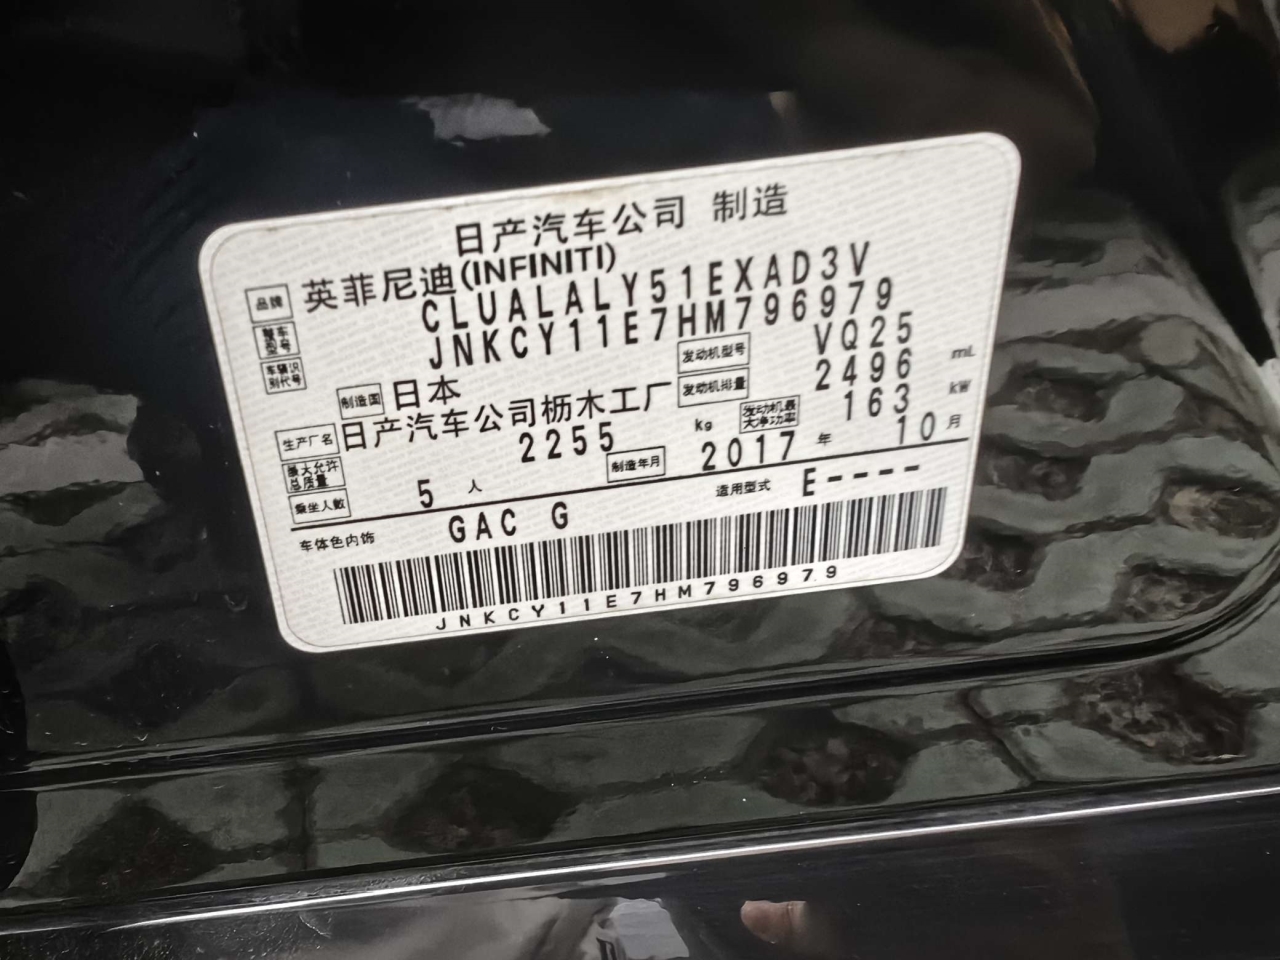 日产汽车公司 制造
品牌 英菲尼迪(INFINITI)
整车型号 CLUALALY51EXAD3V
车辆识别代号 JNKCY11E7HM796979
制造国 日本 发动机型号 VQ25
生产厂名 日产汽车公司枥木工厂 发动机排量 2496 mL
最大允许总质量 2255 kg 发动机最大净功率 163 kW
乘坐人数 5 人 制造年月 2017 年 10 月
车体色内饰 GAC G 适用型式 E----
JNKCY11E7HM796979